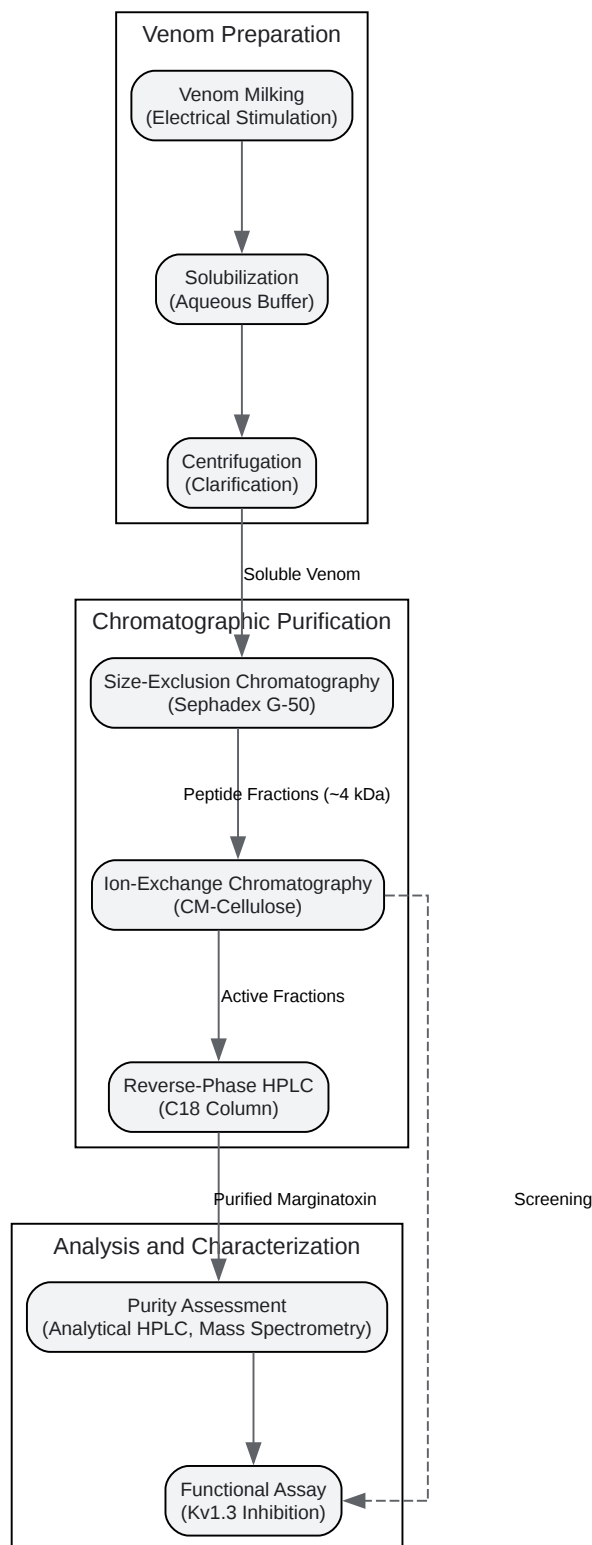 Venom Preparation
Venom Milking
(Electrical Stimulation)
Solubilization
(Aqueous Buffer)
Centrifugation
(Clarification)
Soluble Venom
Chromatographic Purification
Size-Exclusion Chromatography
(Sephadex G-50)
Peptide Fractions (~4 kDa)
Ion-Exchange Chromatography
(CM-Cellulose)
Active Fractions
Reverse-Phase HPLC
(C18 Column)
Purified Marginatoxin
Screening
Analysis and Characterization
Purity Assessment
(Analytical HPLC, Mass Spectrometry)
Functional Assay
(Kv1.3 Inhibition)